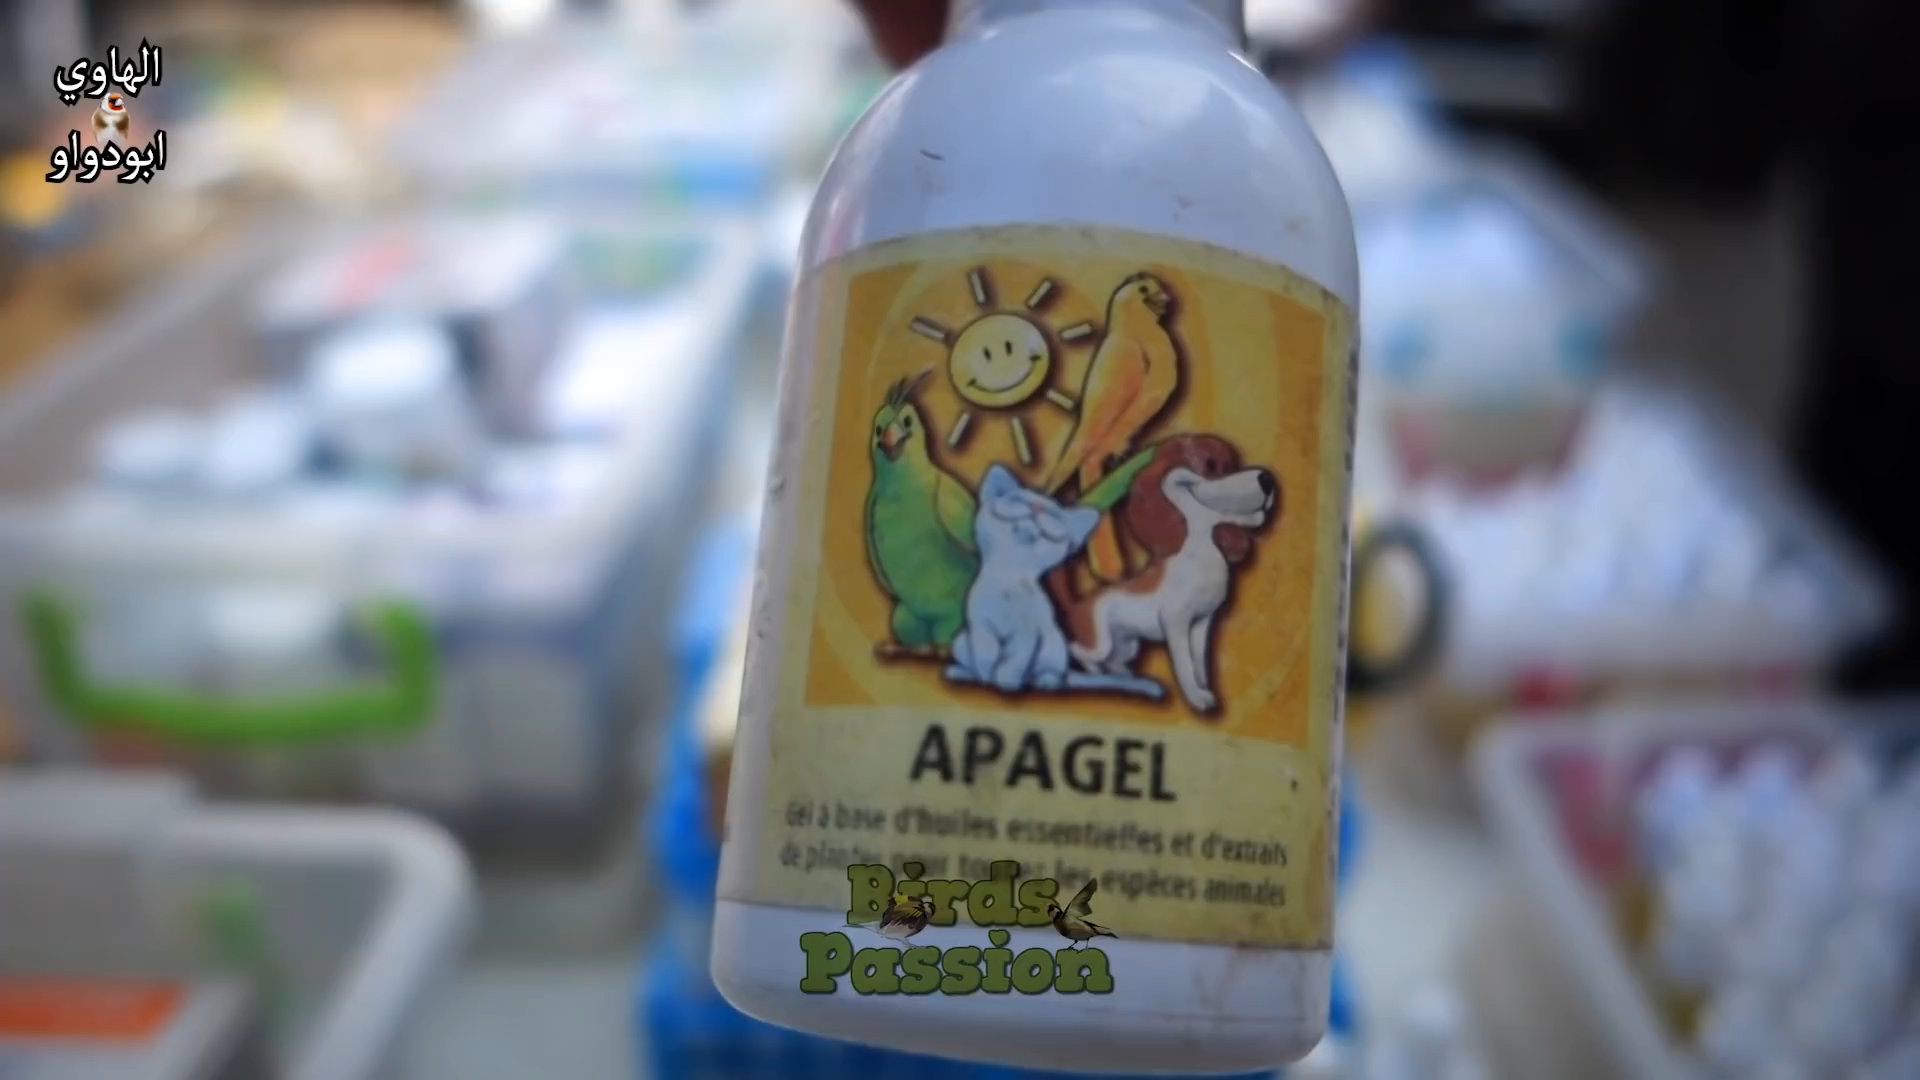 الهاوي
ابودواو
APAGEL
Gel à base d'huiles essentielles et d'extraits
de plantes pour toutes les espèces animales
Birds
Passion